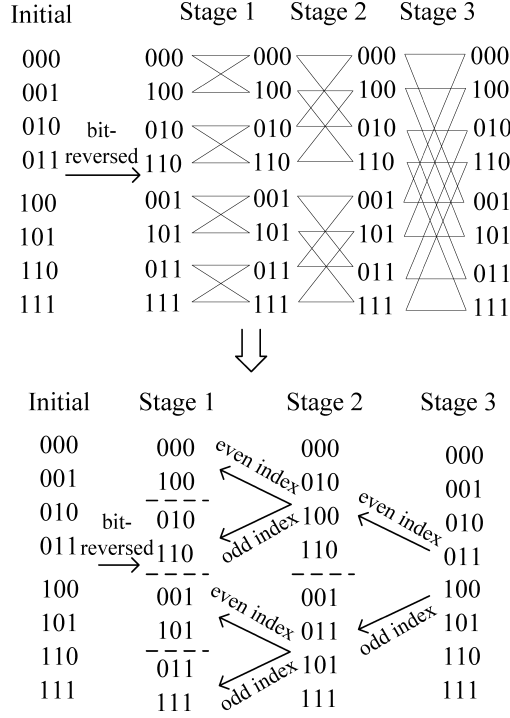 Initial Stage 1 Stage 2 Stage 3
000 000 000 000 000
001 100 100 100 100
010 010 010 010 010
bit-
011 110 110 110 110
reversed
100 001 001 001 001
101 101 101 101 101
110 011 011 011 011
111 111 111 111 111
Initial Stage 1 Stage 2 Stage 3
000 000 000 000
even index
001 100 010 001
010 010 100 010
bit-
even index
odd index
011 110 110 011
reversed
100 001 001 100
even index
101 101 011 101
odd index
110 011 101 110
odd index
111 111 111 111